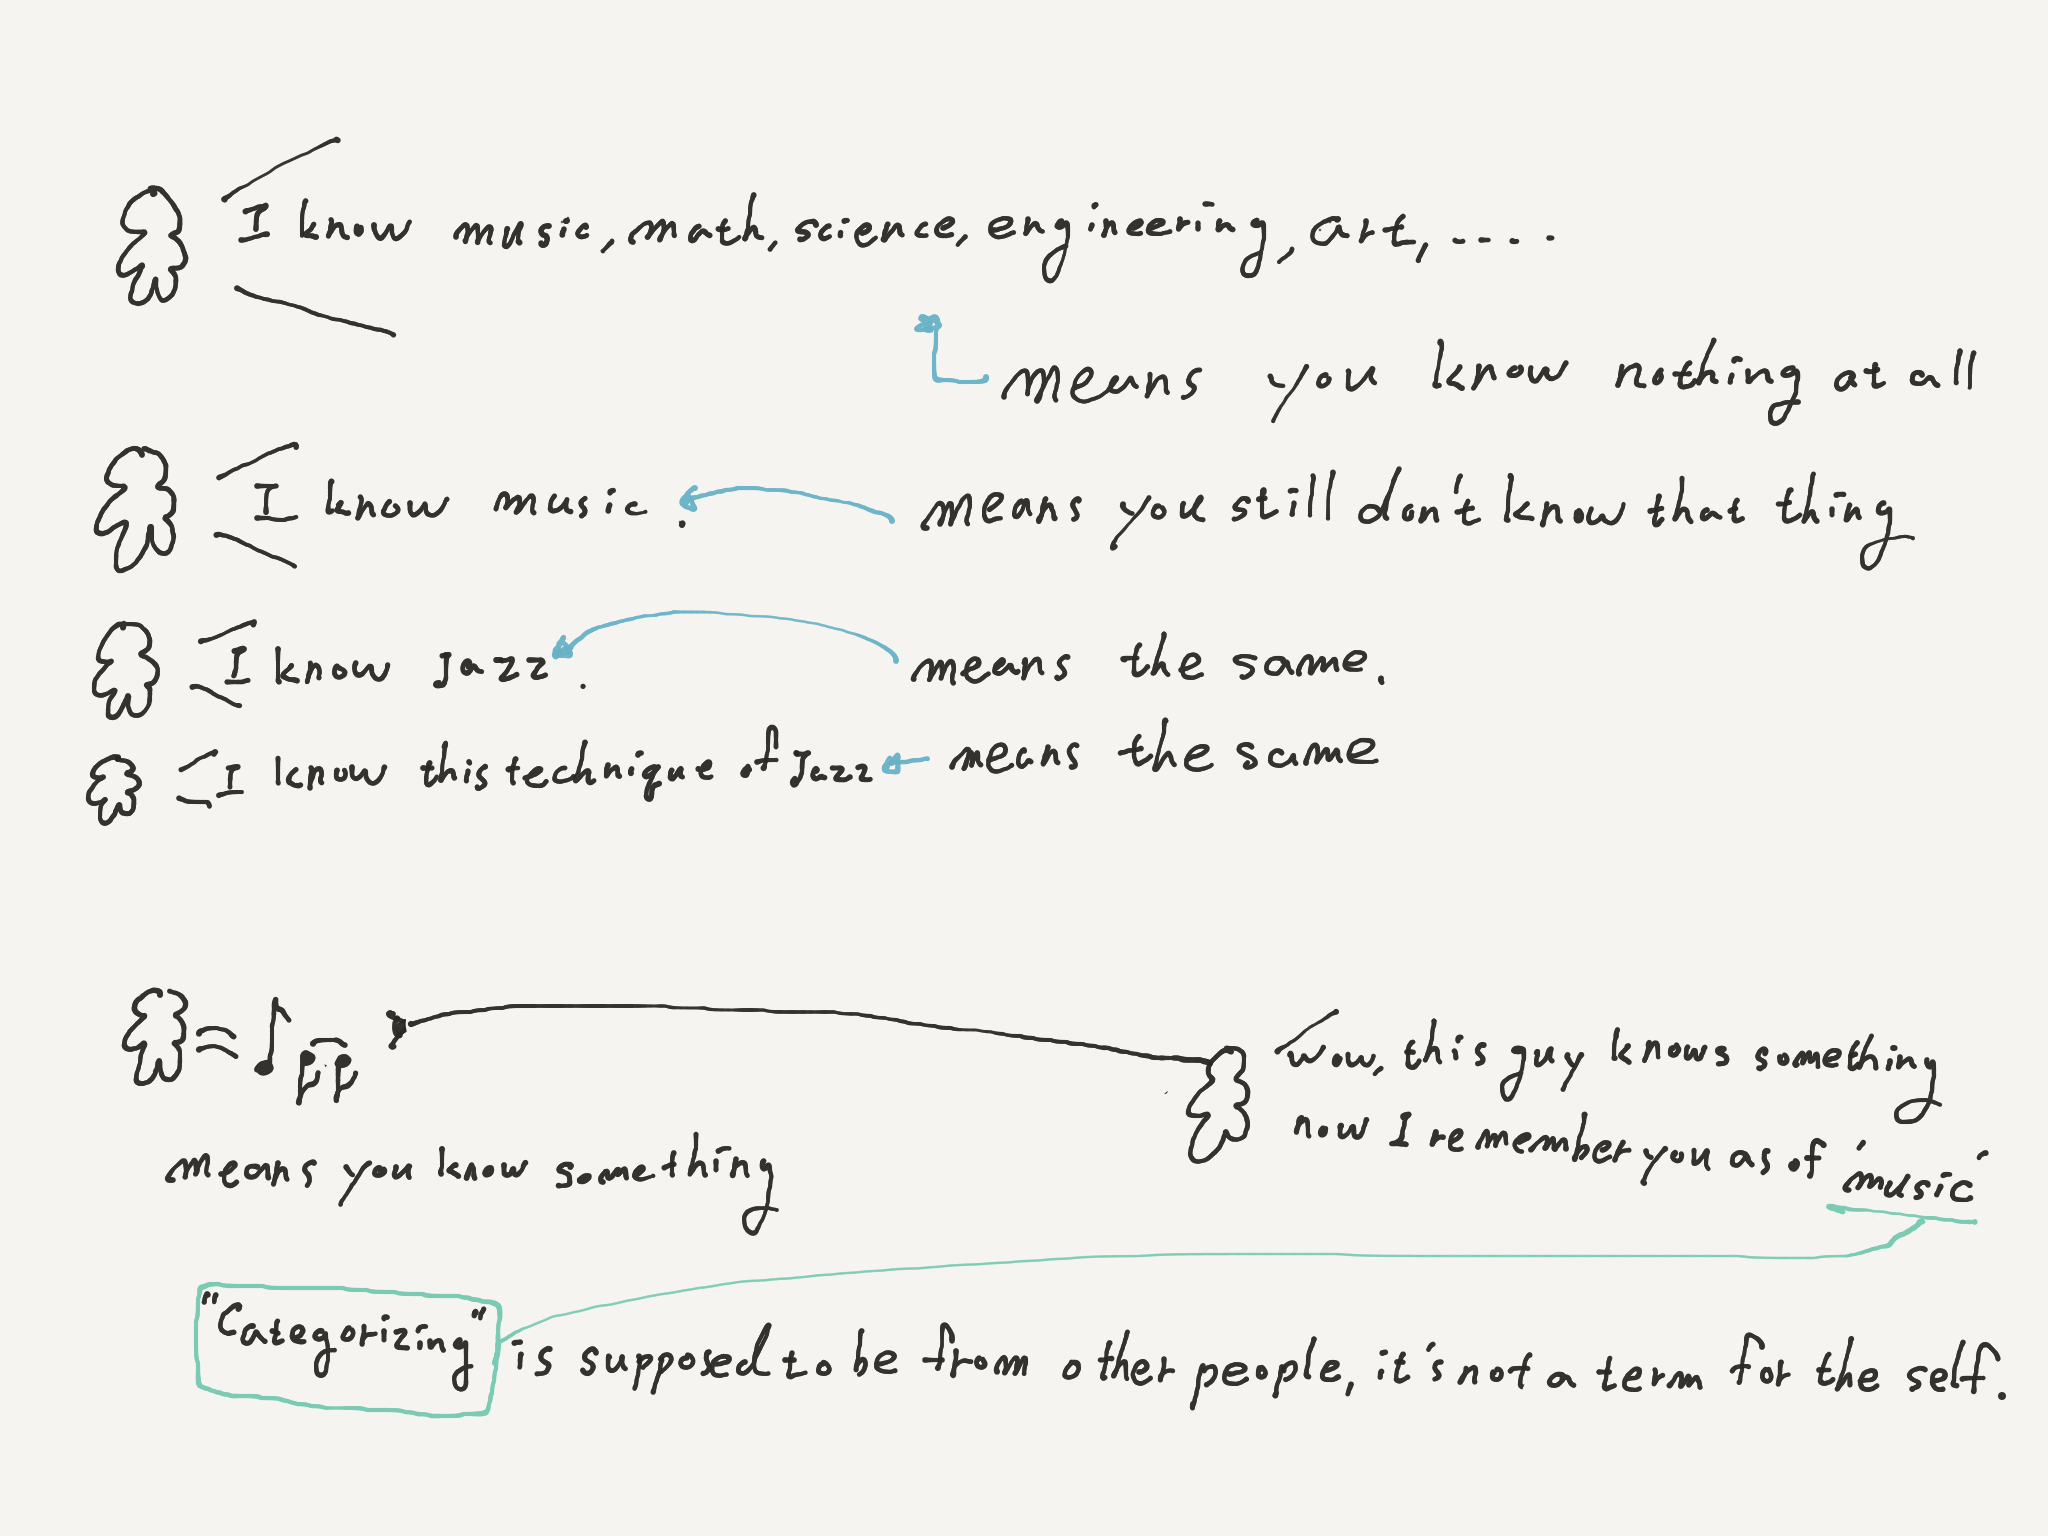 I know music, math, science, engineering, art, ....
means you know nothing at all
I know music. means you still don't know that thing
I know jazz. means the same.
I know this technique of jazz means the same
wow, this guy knows something
now I remember you as of 'music'
means you know something
"Categorizing" is supposed to be from other people, it's not a term for the self.